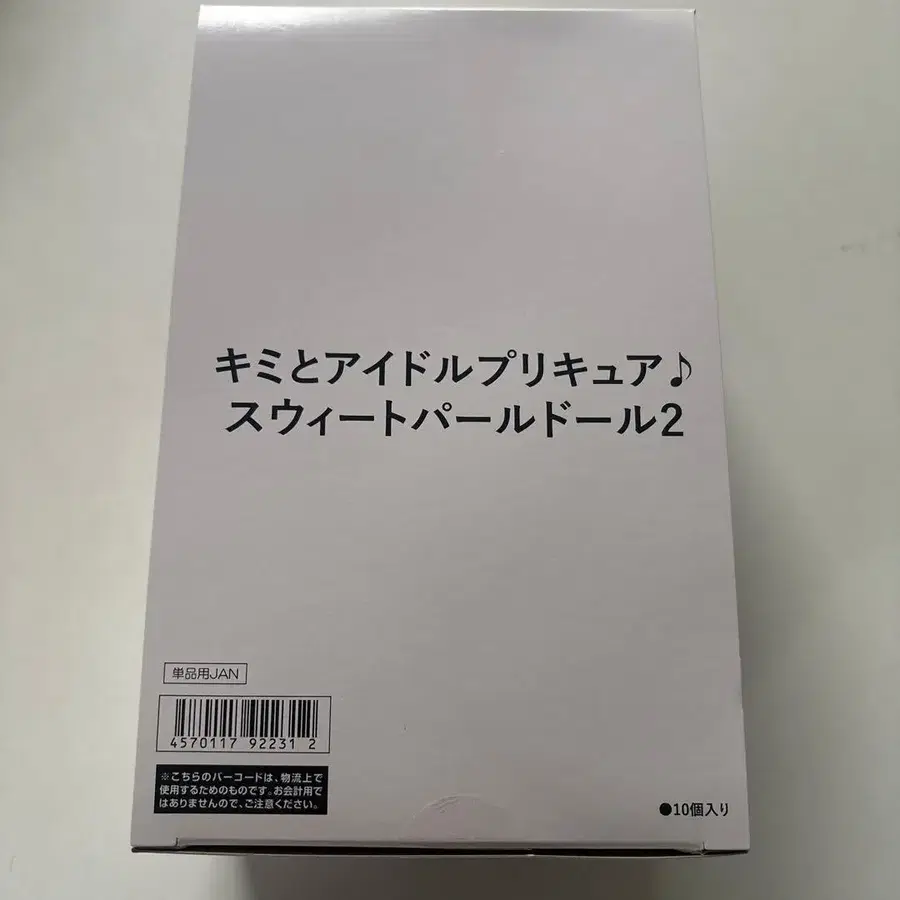 キミとアイドルプリキュア♪
スウィートパールドール2
単品用JAN
4570117 92231 2
※こちらのバーコードは、物流上で
使用するためのものです。お会計用で
はありませんので、ご注意ください。
●10個入り